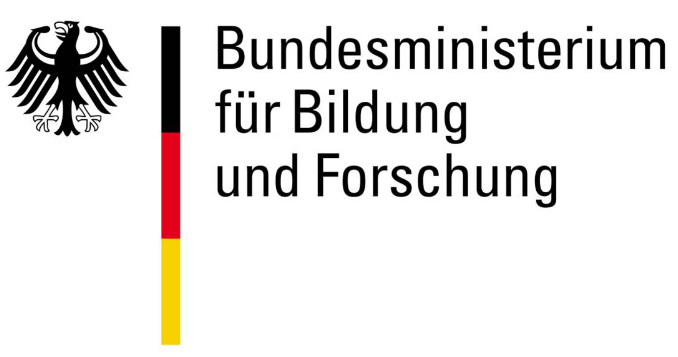 Bundesministerium
für Bildung
und Forschung